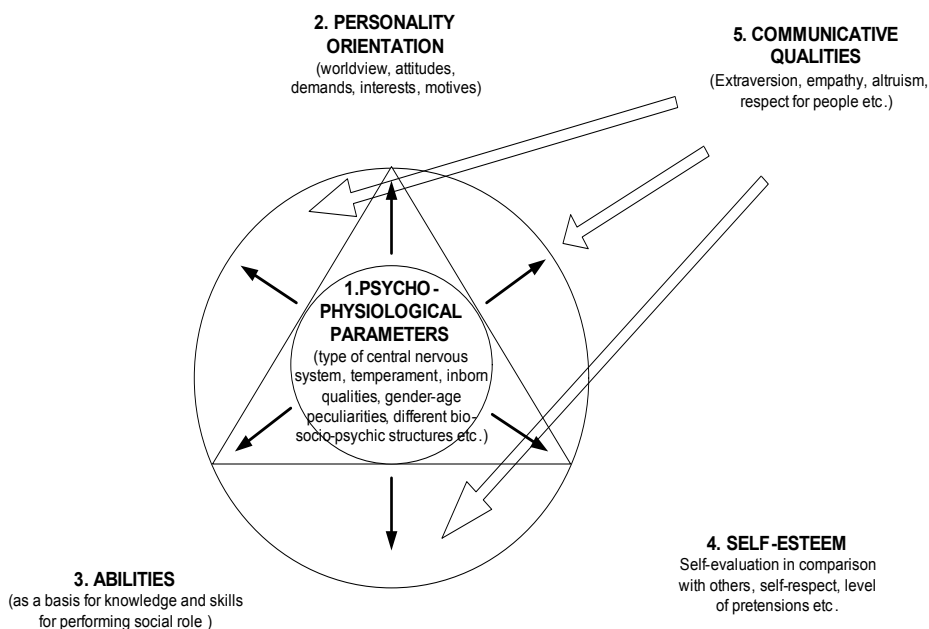 2. PERSONALITY
ORIENTATION
(worldview, attitudes,
demands, interests, motives)
5. COMMUNICATIVE
QUALITIES
(Extraversion, empathy, altruism,
respect for people etc.)
1.PSYCHO-
PHYSIOLOGICAL
PARAMETERS
(type of central nervous
system, temperament, inborn
qualities, gender-age
peculiarities, different bio-
socio-psychic structures etc.)
3. ABILITIES
(as a basis for knowledge and skills
for performing social role )
4. SELF-ESTEEM
Self-evaluation in comparison
with others, self-respect, level
of pretensions etc.